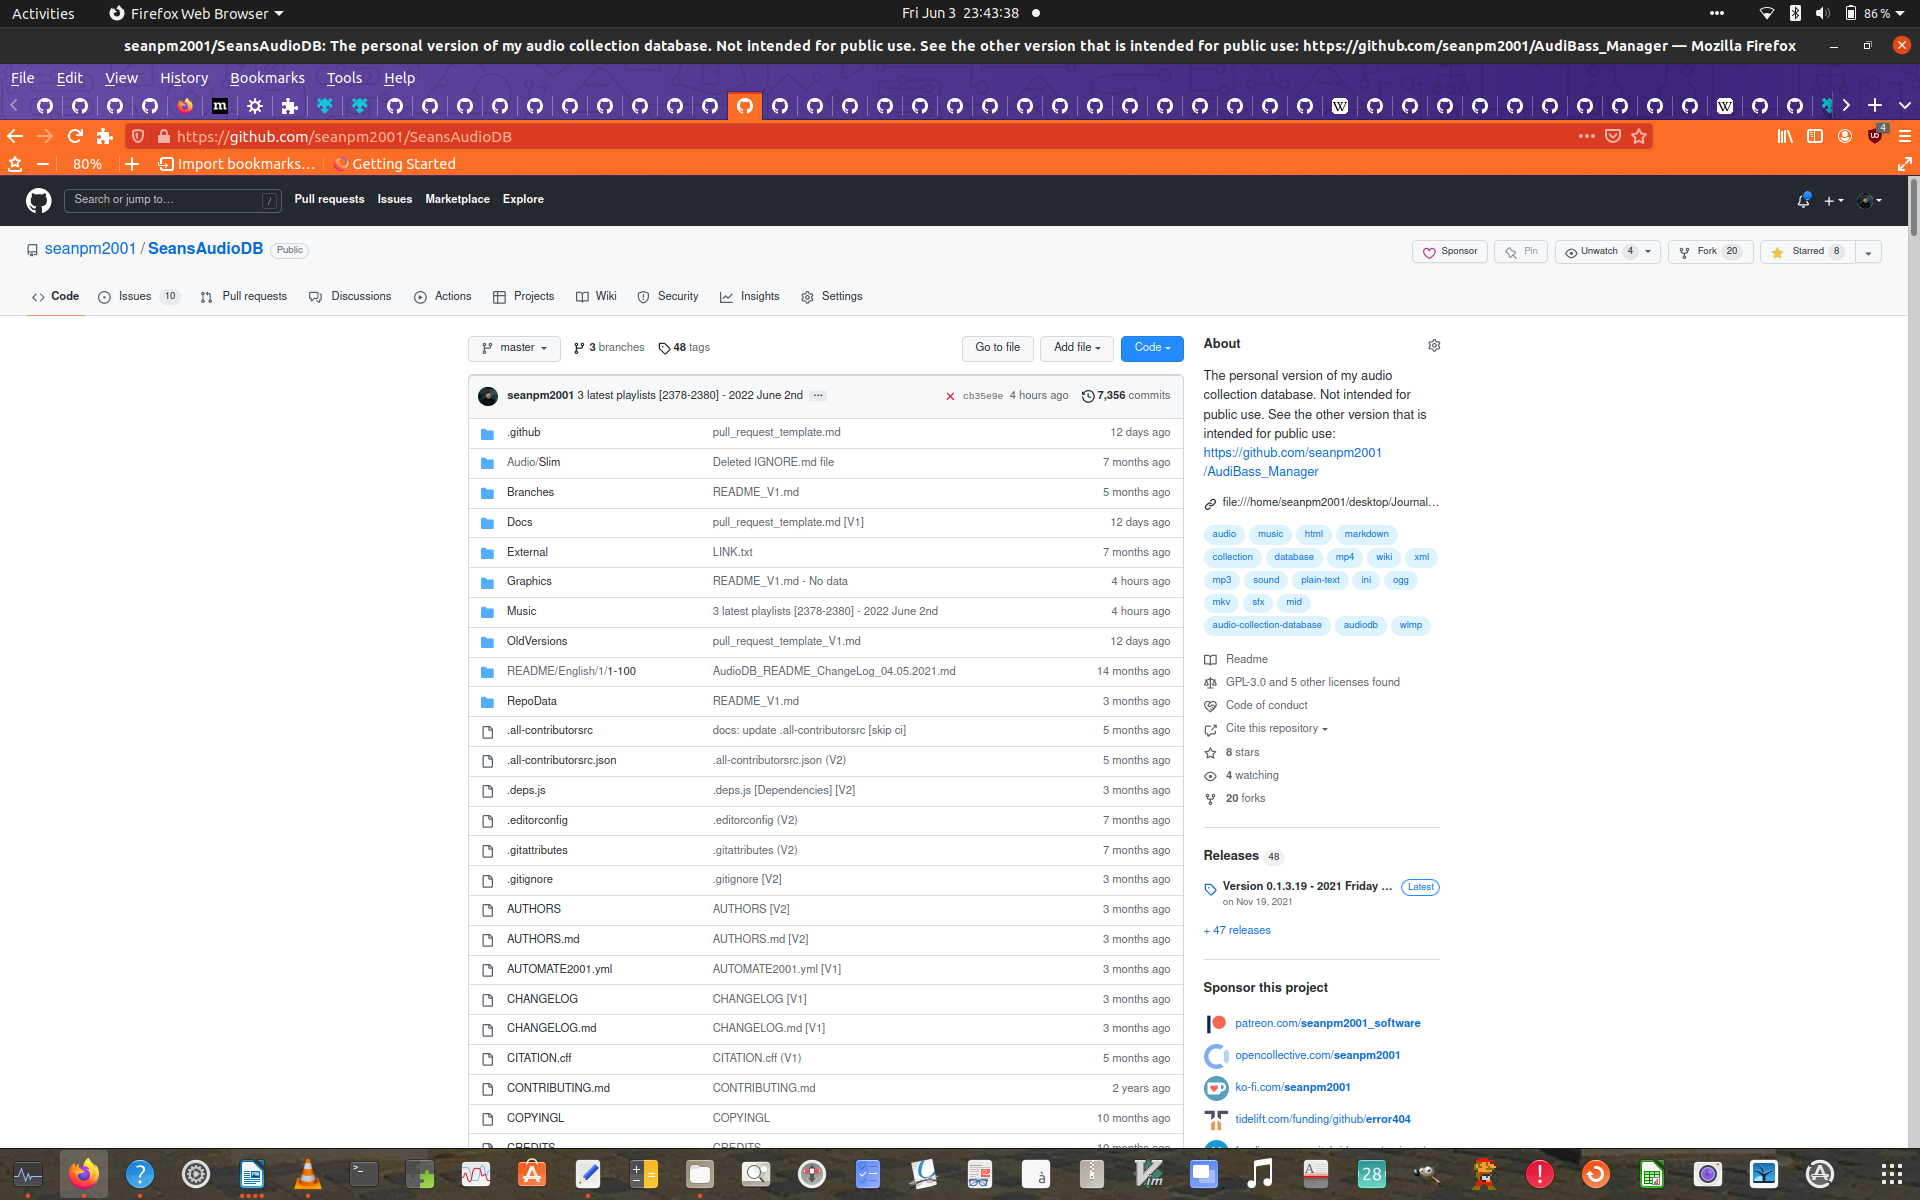 Activities
Firefox Web Browser
Fri Jun 3 23:43:38
86 %
seanpm2001/SeansAudioDB: The personal version of my audio collection database. Not intended for public use. See the other version that is intended for public use: https://github.com/seanpm2001/AudiBass_Manager — Mozilla Firefox
File Edit View History Bookmarks Tools Help
https://github.com/seanpm2001/SeansAudioDB
4
80%
Import bookmarks...
Getting Started
Search or jump to...
/
Pull requests Issues Marketplace Explore
seanpm2001 / SeansAudioDB Public
Sponsor
Pin
Unwatch 4
Fork 20
Starred 8
Code
Issues 10
Pull requests
Discussions
Actions
Projects
Wiki
Security
Insights
Settings
master
3 branches
48 tags
Go to file
Add file
Code
seanpm2001 3 latest playlists [2378-2380] - 2022 June 2nd ... cb35e9e 4 hours ago 7,356 commits
.github pull_request_template.md 12 days ago
Audio/Slim Deleted IGNORE.md file 7 months ago
Branches README_V1.md 5 months ago
Docs pull_request_template.md [V1] 12 days ago
External LINK.txt 7 months ago
Graphics README_V1.md - No data 4 hours ago
Music 3 latest playlists [2378-2380] - 2022 June 2nd 4 hours ago
OldVersions pull_request_template_V1.md 12 days ago
README/English/1/1-100 AudioDB_README_ChangeLog_04.05.2021.md 14 months ago
RepoData README_V1.md 3 months ago
.all-contributorsrc docs: update .all-contributorsrc [skip ci] 5 months ago
.all-contributorsrc.json .all-contributorsrc.json (V2) 5 months ago
.deps.js .deps.js [Dependencies] [V2] 3 months ago
.editorconfig .editorconfig (V2) 7 months ago
.gitattributes .gitattributes (V2) 7 months ago
.gitignore .gitignore [V2] 3 months ago
AUTHORS AUTHORS [V2] 3 months ago
AUTHORS.md AUTHORS.md [V2] 3 months ago
AUTOMATE2001.yml AUTOMATE2001.yml [V1] 3 months ago
CHANGELOG CHANGELOG [V1] 3 months ago
CHANGELOG.md CHANGELOG.md [V1] 3 months ago
CITATION.cff CITATION.cff (V1) 5 months ago
CONTRIBUTING.md CONTRIBUTING.md 2 years ago
COPYINGL COPYINGL 10 months ago
CREDITS CREDITS 10 months ago
About
The personal version of my audio
collection database. Not intended for
public use. See the other version that is
intended for public use:
https://github.com/seanpm2001
/AudiBass_Manager
file:///home/seanpm2001/desktop/Journal...
audio music html markdown
collection database mp4 wiki xml
mp3 sound plain-text ini ogg
mkv sfx mid
audio-collection-database audiodb wlmp
Readme
GPL-3.0 and 5 other licenses found
Code of conduct
Cite this repository
8 stars
4 watching
20 forks
Releases 48
Version 0.1.3.19 - 2021 Friday ... Latest
on Nov 19, 2021
+ 47 releases
Sponsor this project
patreon.com/seanpm2001_software
opencollective.com/seanpm2001
ko-fi.com/seanpm2001
tidelift.com/funding/github/error404
28